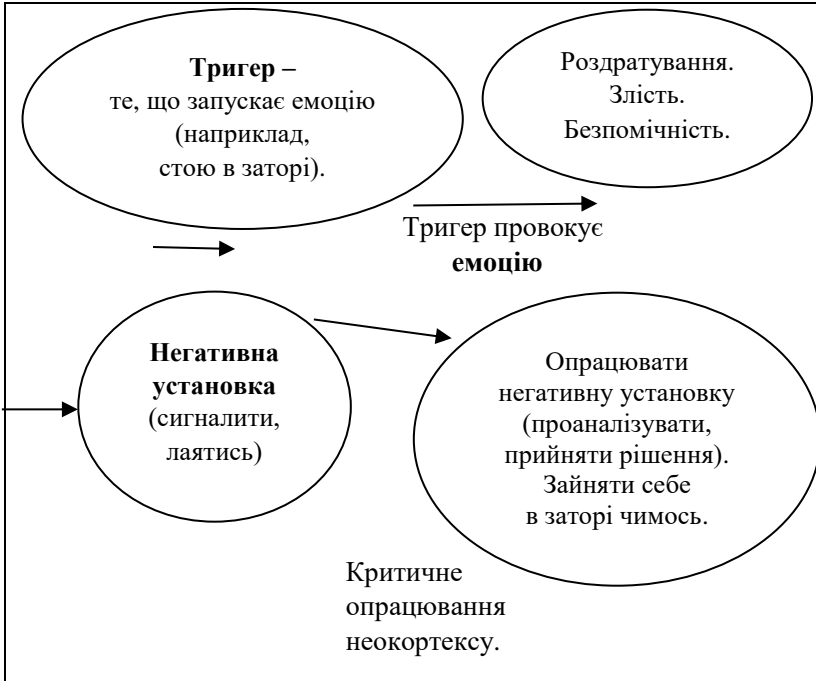 Тригер –
те, що запускає емоцію
(наприклад,
стою в заторі).
Роздратування.
Злість.
Безпомічність.
Тригер провокує
емоцію
Негативна
установка
(сигналити,
лаятись)
Опрацювати
негативну установку
(проаналізувати,
прийняти рішення).
Зайняти себе
в заторі чимось.
Критичне
опрацювання
неокортексу.